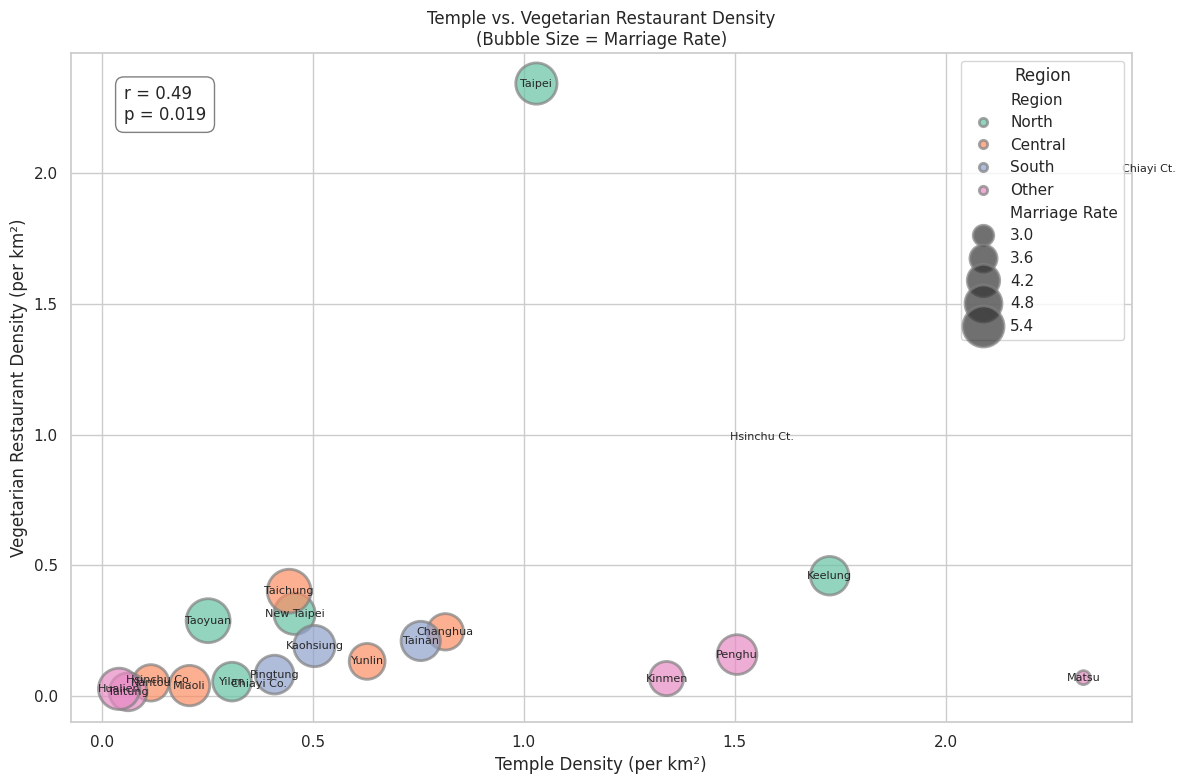 Temple vs. Vegetarian Restaurant Density
(Bubble Size = Marriage Rate)
r = 0.49
p = 0.019
Region
Region
North
Central
South
Other
Marriage Rate
3.0
3.6
4.2
4.8
5.4
Taipei
Chiayi Ct.
Hsinchu Ct.
Keelung
Taichung
New Taipei
Taoyuan
Kaohsiung
Changhua
Tainan
Yunlin
Penghu
Kinmen
Matsu
Pingtung
Chiayi Co.
Yilan
Miaoli
Hsinchu Co.
Nantou
Hualien
Taitung
Vegetarian Restaurant Density (per km²)
2.0
1.5
1.0
0.5
0.0
0.0
0.5
1.0
1.5
2.0
Temple Density (per km²)